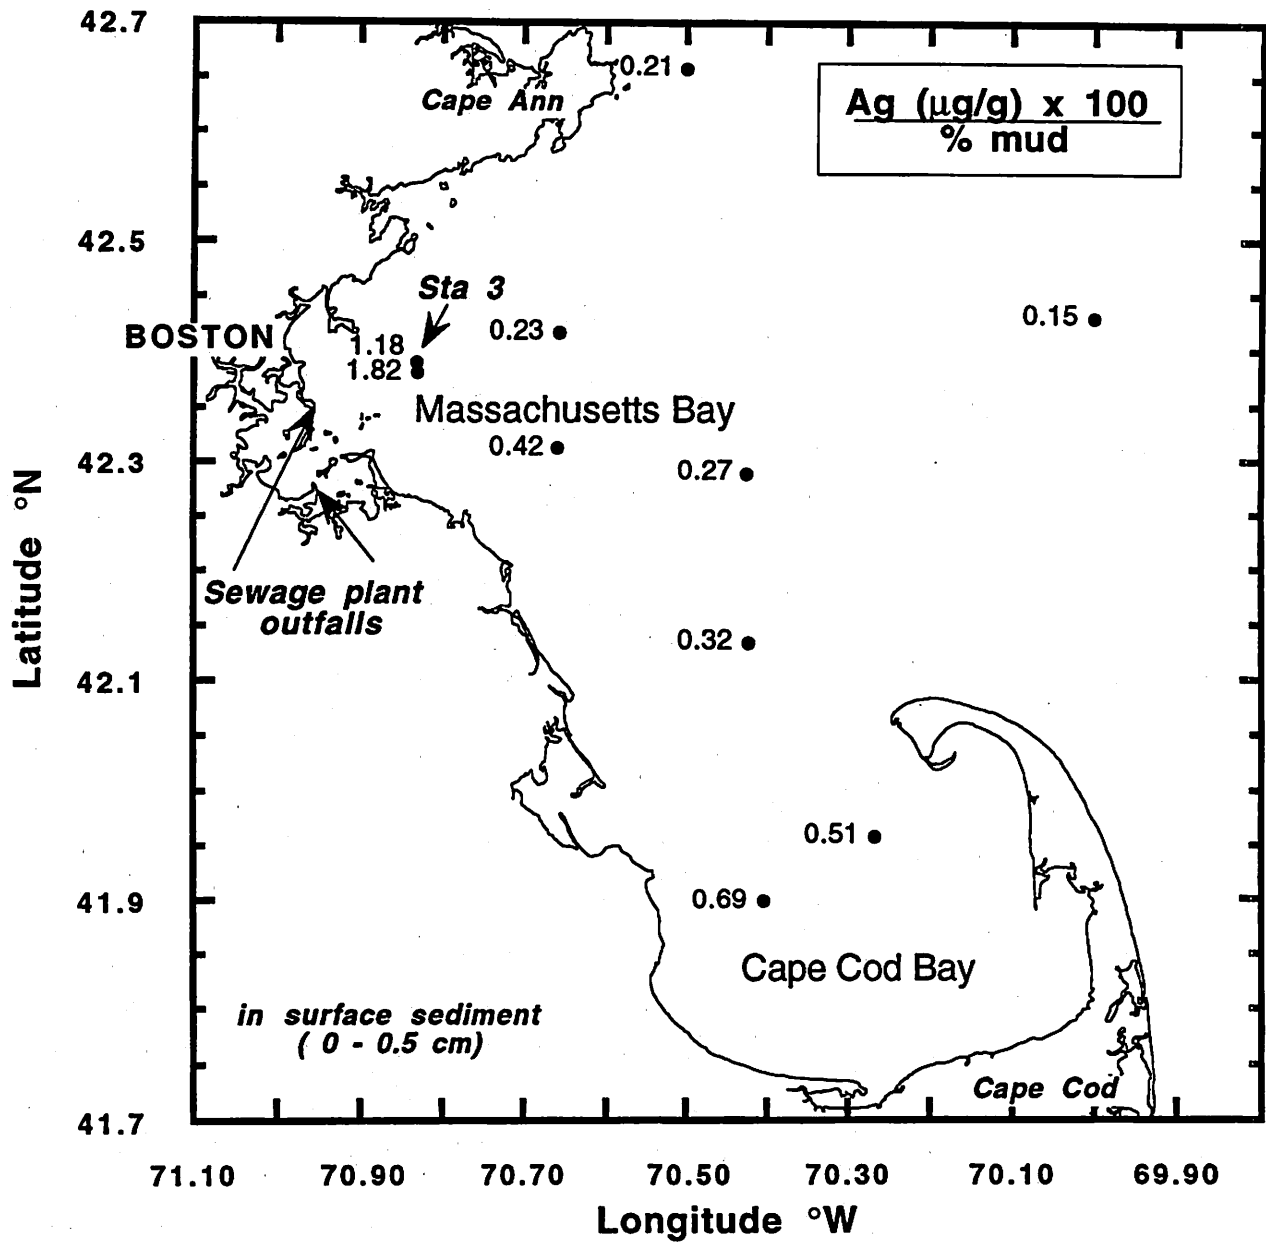 42.7
0.21
Cape Ann
Ag (µg/g) x 100
% mud
42.5
Sta 3
0.15
0.23
BOSTON
1.18
1.82
Massachusetts Bay
0.42
0.27
42.3
Latitude °N
Sewage plant
outfalls
0.32
42.1
0.51
0.69
41.9
Cape Cod Bay
in surface sediment
( 0 - 0.5 cm)
Cape Cod
41.7
71.10 70.90 70.70 70.50 70.30 70.10 69.90
Longitude °W